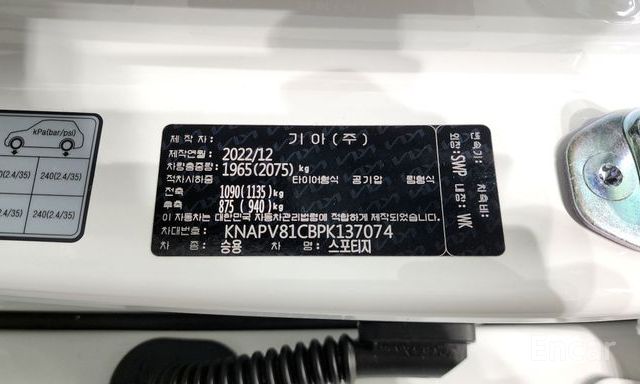 kPa(bar/psi)
2.4/35) 240(2.4/35)
2.4/35) 240(2.4/35)
제 작 자 : 기 아 (주)
제작연월 : 2022/12
차량총중량 : 1965(2075) kg
적차시하중 타이어형식 공기압 림형식
전축 1090(1135)kg
후축 875 ( 940)kg
이 자동차는 대한민국 자동차관리법령에 적합하게 제작되었습니다.
차대번호 : KNAPV81CBPK137074
차 종 : 승용 명 : 스포티지
변속기: 차속비:
외장: SWP 내장: WK
Encar